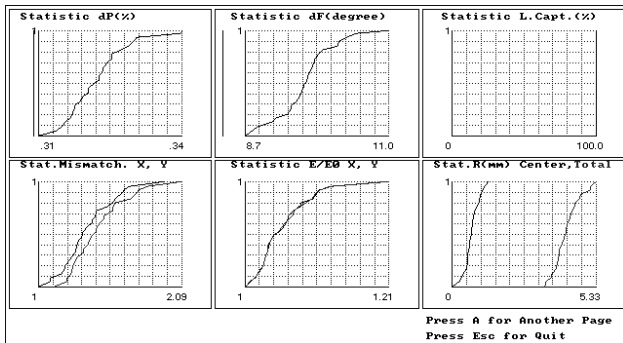 Statistic dP(%)
1
.31 .34
Statistic dF(degree)
1
8.7 11.0
Statistic L.Capt.(%)
1
0 100.0
Stat.Mismatch. X, Y
1
1 2.09
Statistic E/E0 X, Y
1
1 1.21
Stat.R(mm) Center,Total
1
0 5.33
Press A for Another Page
Press Esc for Quit